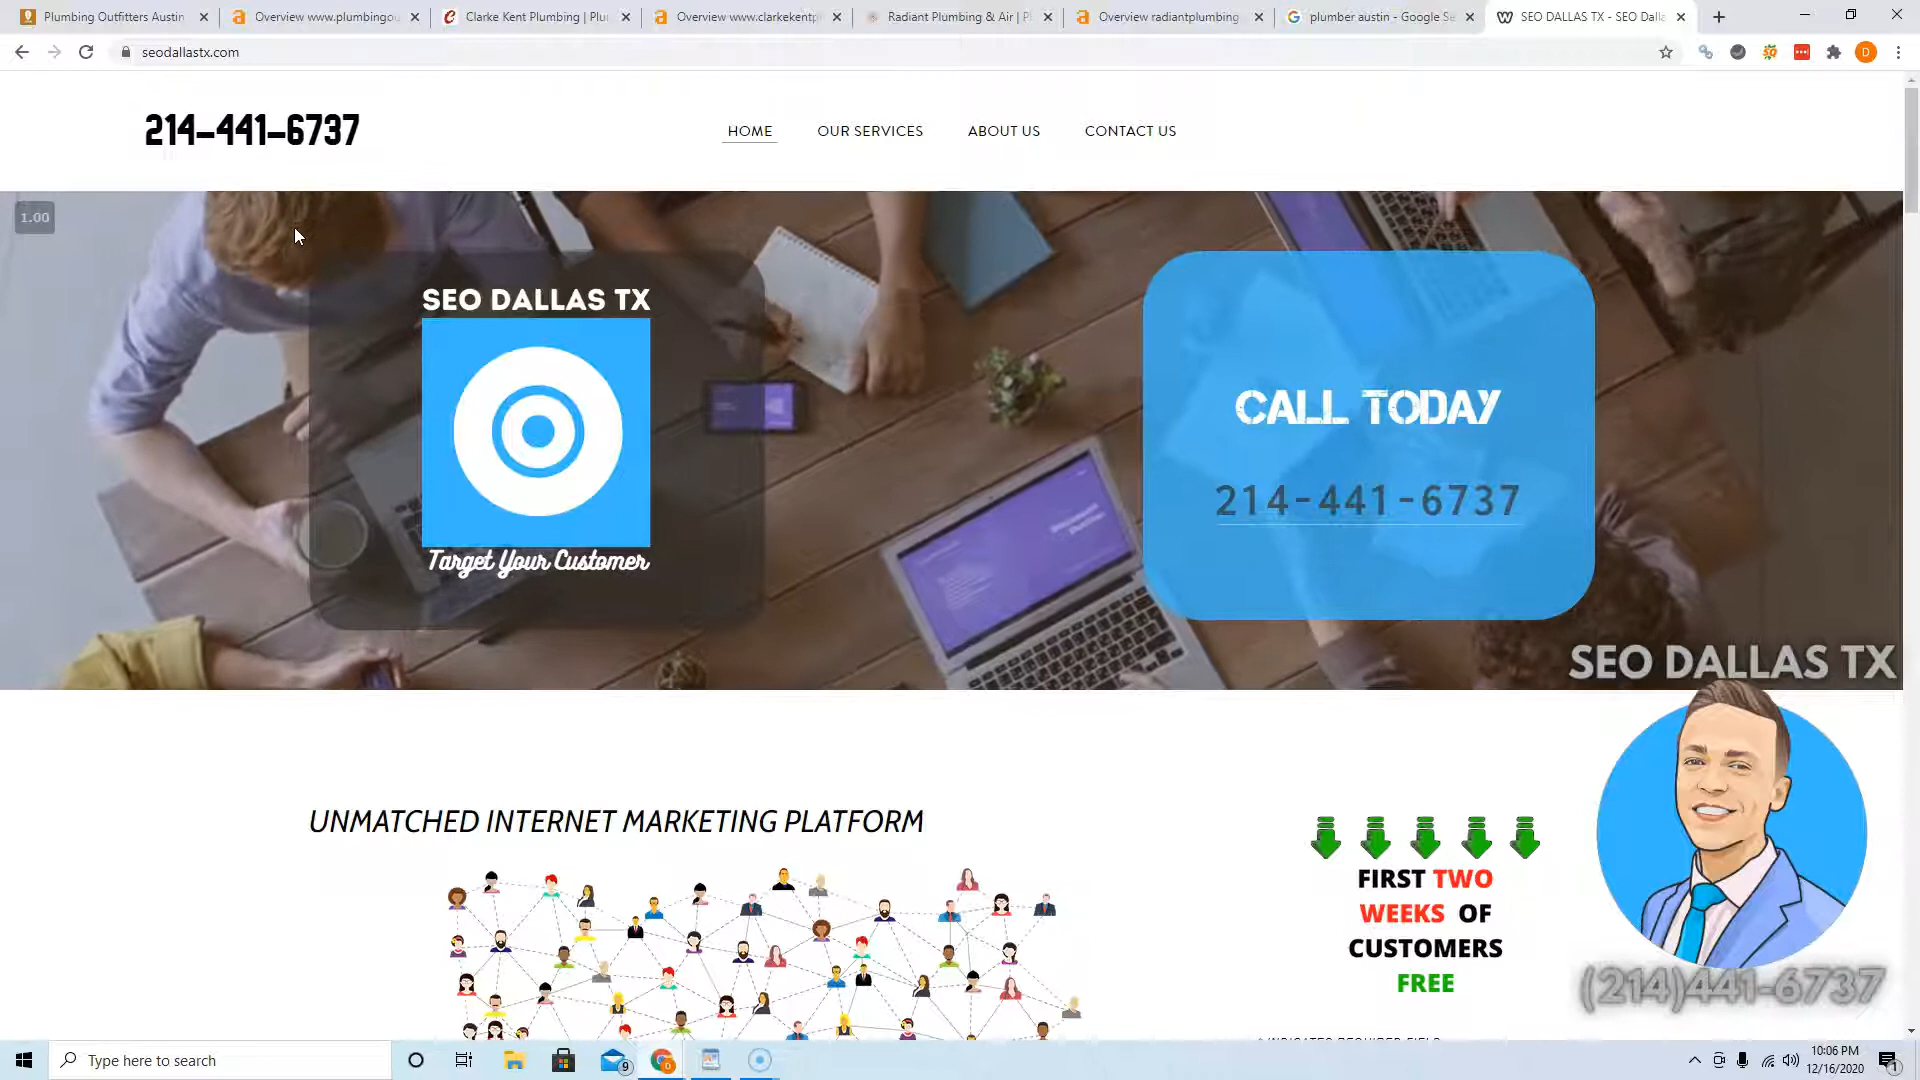 Plumbing Outfitters Austin
Overview www.plumbingou
Clarke Kent Plumbing | Plu
Overview www.clarkekentp
Radiant Plumbing & Air | P
Overview radiantplumbing
plumber austin - Google Se
SEO DALLAS TX - SEO Dalla
seodallastx.com
D
214-441-6737
HOME
OUR SERVICES
ABOUT US
CONTACT US
1.00
SEO DALLAS TX
Target Your Customer
CALL TODAY
214-441-6737
SEO DALLAS TX
UNMATCHED INTERNET MARKETING PLATFORM
FIRST TWO
WEEKS OF
CUSTOMERS
FREE
(214)441-6737
Type here to search
9
10:06 PM
12/16/2020
1